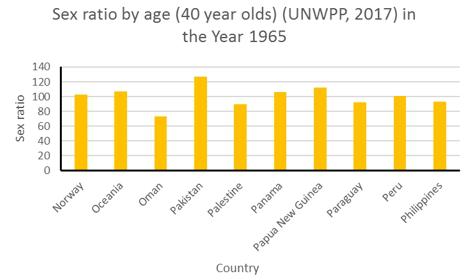 Sex ratio by age (40 year olds) (UNWPP, 2017) in
the Year 1965
Sex ratio
140
120
100
80
60
40
20
0
Norway
Oceania
Oman
Pakistan
Palestine
Panama
Papua New Guinea
Paraguay
Peru
Philippines
Country